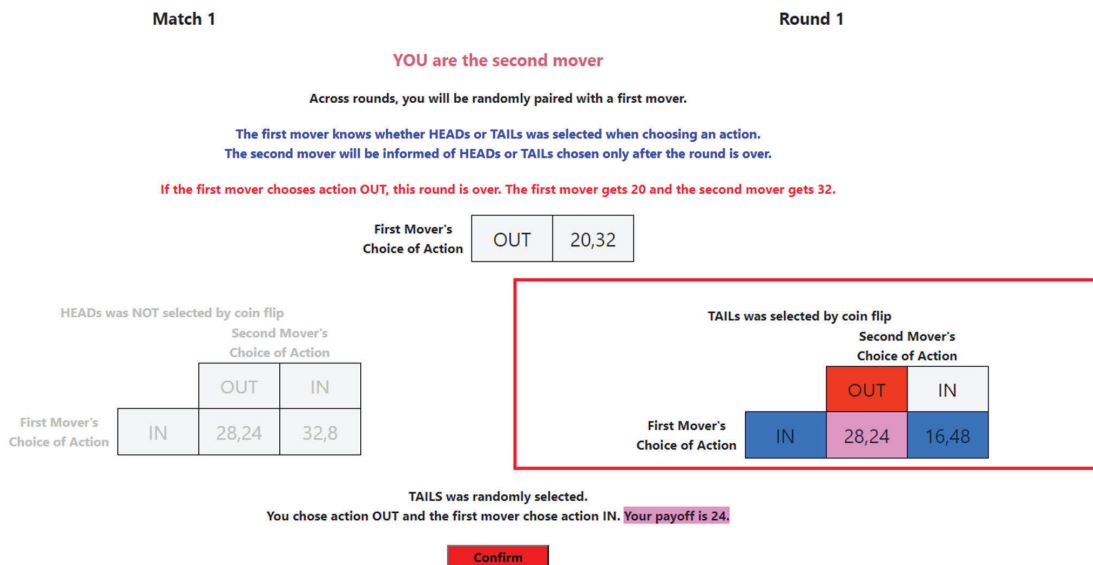 Match 1
Round 1
YOU are the second mover
Across rounds, you will be randomly paired with a first mover.
The first mover knows whether HEADs or TAILs was selected when choosing an action.
The second mover will be informed of HEADs or TAILs chosen only after the round is over.
If the first mover chooses action OUT, this round is over. The first mover gets 20 and the second mover gets 32.
First Mover's
Choice of Action
OUT 20,32
HEADs was NOT selected by coin flip
Second Mover's
Choice of Action
OUT IN
First Mover's
Choice of Action
IN 28,24 32,8
TAILs was selected by coin flip
Second Mover's
Choice of Action
OUT IN
First Mover's
Choice of Action
IN 28,24 16,48
TAILS was randomly selected.
You chose action OUT and the first mover chose action IN. Your payoff is 24.
Confirm